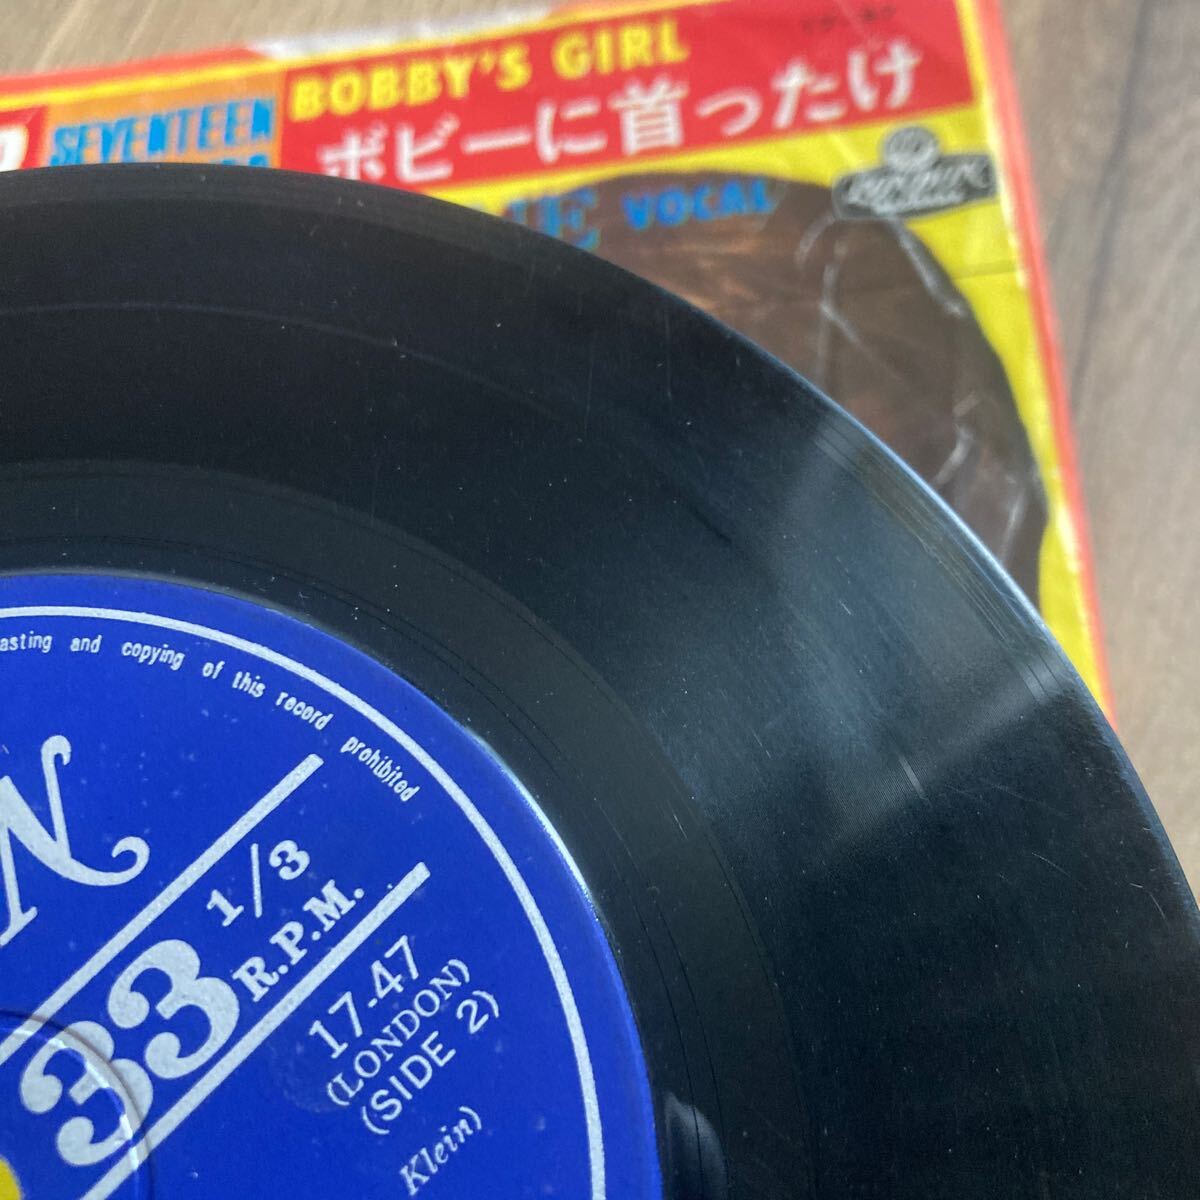 SEVENTEEN
BOBBY'S GIRL
ボビーに首ったけ
VOCAL
and copying of this record prohibited
33 1/3 R.P.M.
17-47
(LONDON)
(SIDE 2)
Klein)